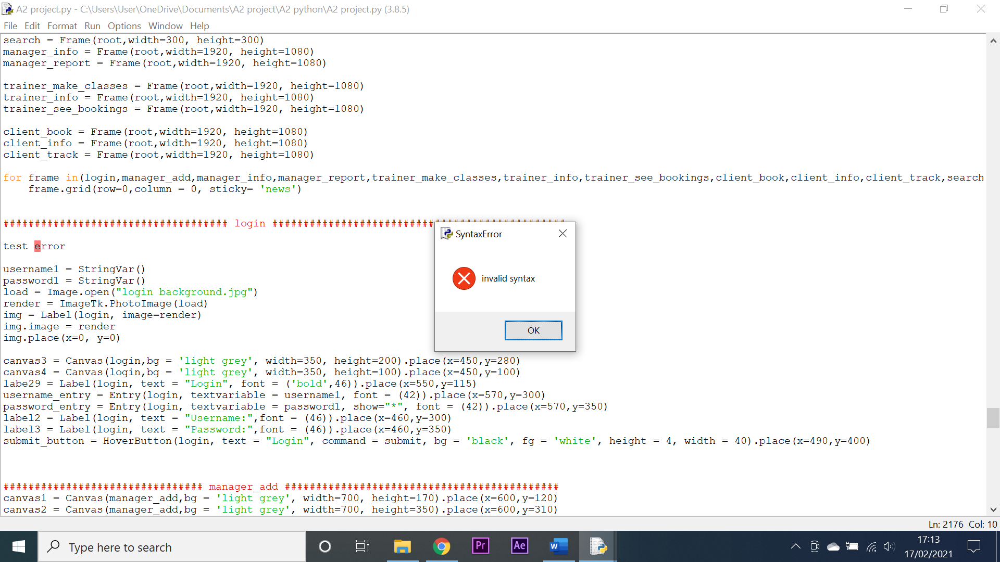 A2 project.py - C:\Users\User\OneDrive\Documents\A2 project\A2 python\A2 project.py (3.8.5)
File Edit Format Run Options Window Help
search = Frame(root,width=300, height=300)
manager_info = Frame(root,width=1920, height=1080)
manager_report = Frame(root,width=1920, height=1080)
trainer_make_classes = Frame(root,width=1920, height=1080)
trainer_info = Frame(root,width=1920, height=1080)
trainer_see_bookings = Frame(root,width=1920, height=1080)
client_book = Frame(root,width=1920, height=1080)
client_info = Frame(root,width=1920, height=1080)
client_track = Frame(root,width=1920, height=1080)
for frame in(login,manager_add,manager_info,manager_report,trainer_make_classes,trainer_info,trainer_see_bookings,client_book,client_info,client_track,search
frame.grid(row=0,column = 0, sticky= 'news')
#################################### login ###############################################
test error
username1 = StringVar()
password1 = StringVar()
load = Image.open("login background.jpg")
render = ImageTk.PhotoImage(load)
img = Label(login, image=render)
img.image = render
img.place(x=0, y=0)
canvas3 = Canvas(login,bg = 'light grey', width=350, height=200).place(x=450,y=280)
canvas4 = Canvas(login,bg = 'light grey', width=350, height=100).place(x=450,y=100)
labe29 = Label(login, text = "Login", font = ('bold',46)).place(x=550,y=115)
username_entry = Entry(login, textvariable = username1, font = (42)).place(x=570,y=300)
password_entry = Entry(login, textvariable = password1, show="*", font = (42)).place(x=570,y=350)
label2 = Label(login, text = "Username:",font = (46)).place(x=460,y=300)
label3 = Label(login, text = "Password:",font = (46)).place(x=460,y=350)
submit_button = HoverButton(login, text = "Login", command = submit, bg = 'black', fg = 'white', height = 4, width = 40).place(x=490,y=400)
################################ manager_add ############################################
canvas1 = Canvas(manager_add,bg = 'light grey', width=700, height=170).place(x=600,y=120)
canvas2 = Canvas(manager_add,bg = 'light grey', width=700, height=350).place(x=600,y=310)
SyntaxError
invalid syntax
OK
Ln: 2176 Col: 10
Type here to search
Pr
Ae
W
17:13
17/02/2021